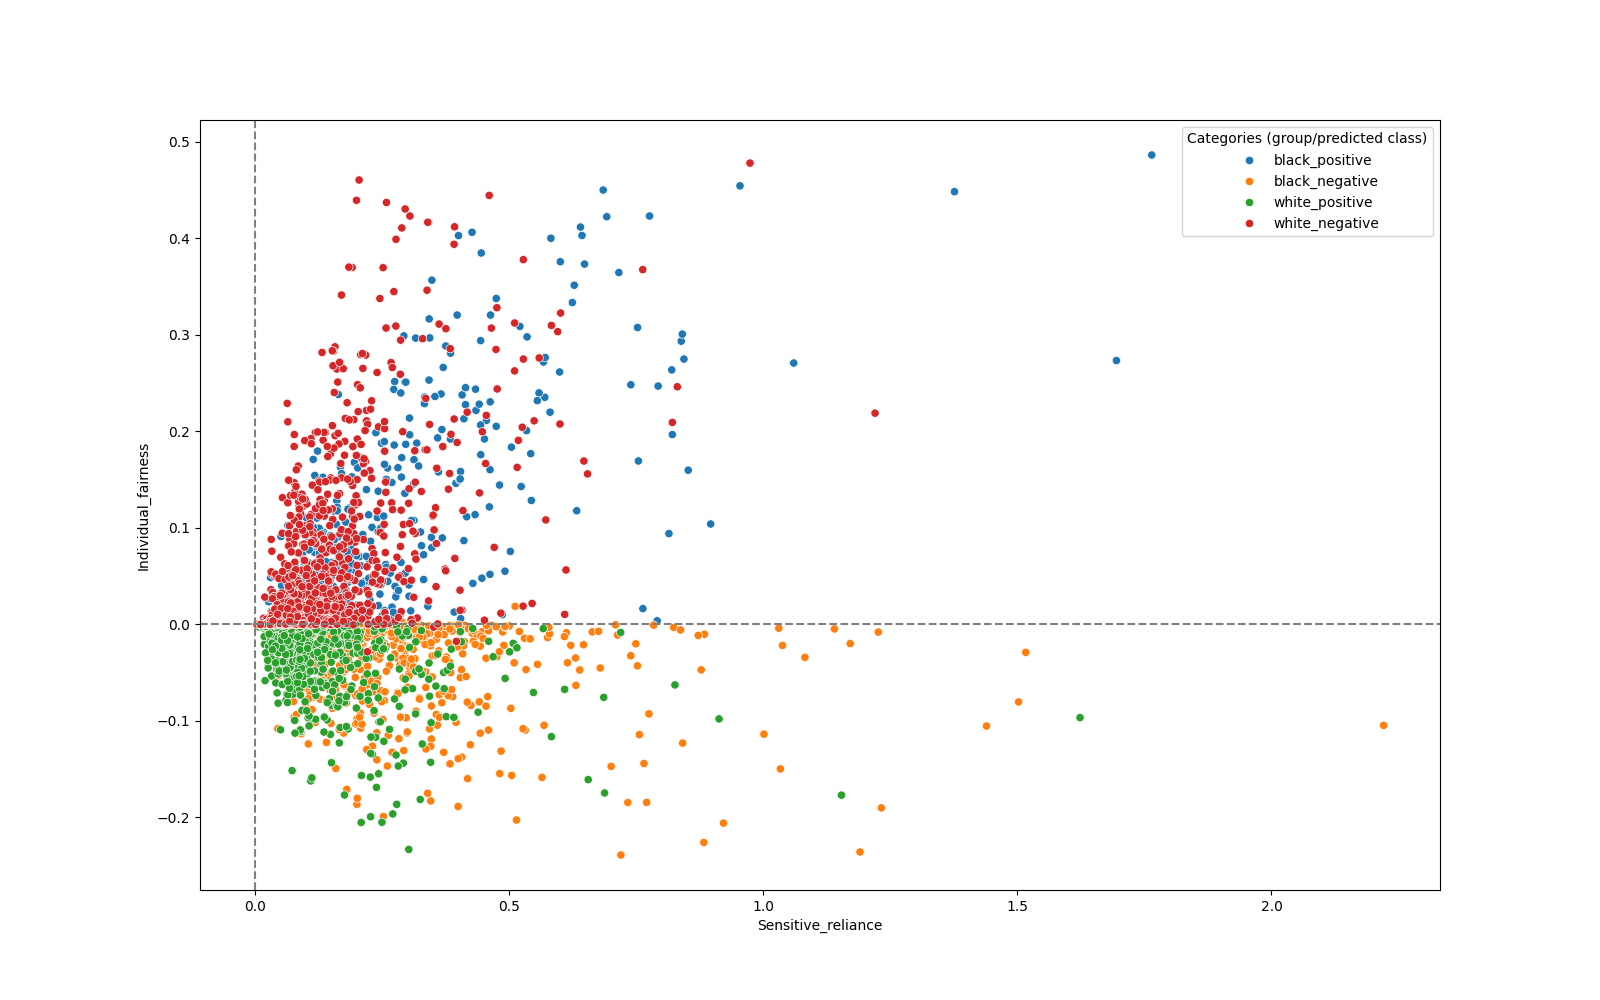 Categories (group/predicted class)
black_positive
black_negative
white_positive
white_negative
0.5
0.4
0.3
0.2
0.1
0.0
−0.1
−0.2
Individual_fairness
0.0 0.5 1.0 1.5 2.0
Sensitive_reliance